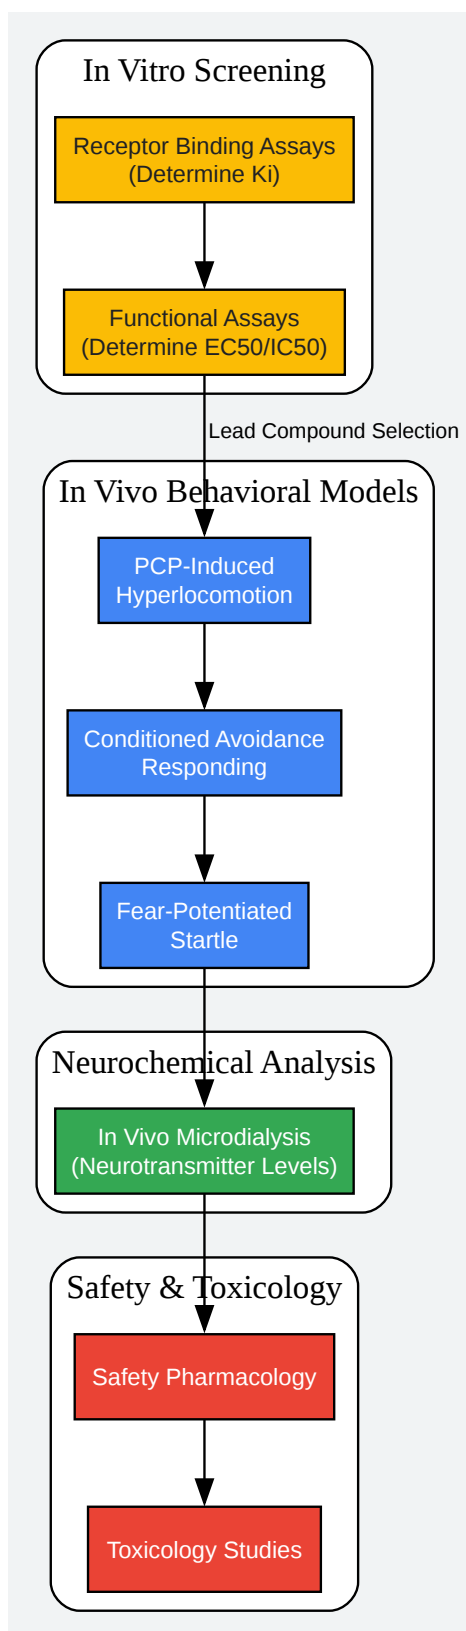 In Vitro Screening
Receptor Binding Assays
(Determine Ki)
Functional Assays
(Determine EC50/IC50)
Lead Compound Selection
In Vivo Behavioral Models
PCP-Induced
Hyperlocomotion
Conditioned Avoidance
Responding
Fear-Potentiated
Startle
Neurochemical Analysis
In Vivo Microdialysis
(Neurotransmitter Levels)
Safety & Toxicology
Safety Pharmacology
Toxicology Studies